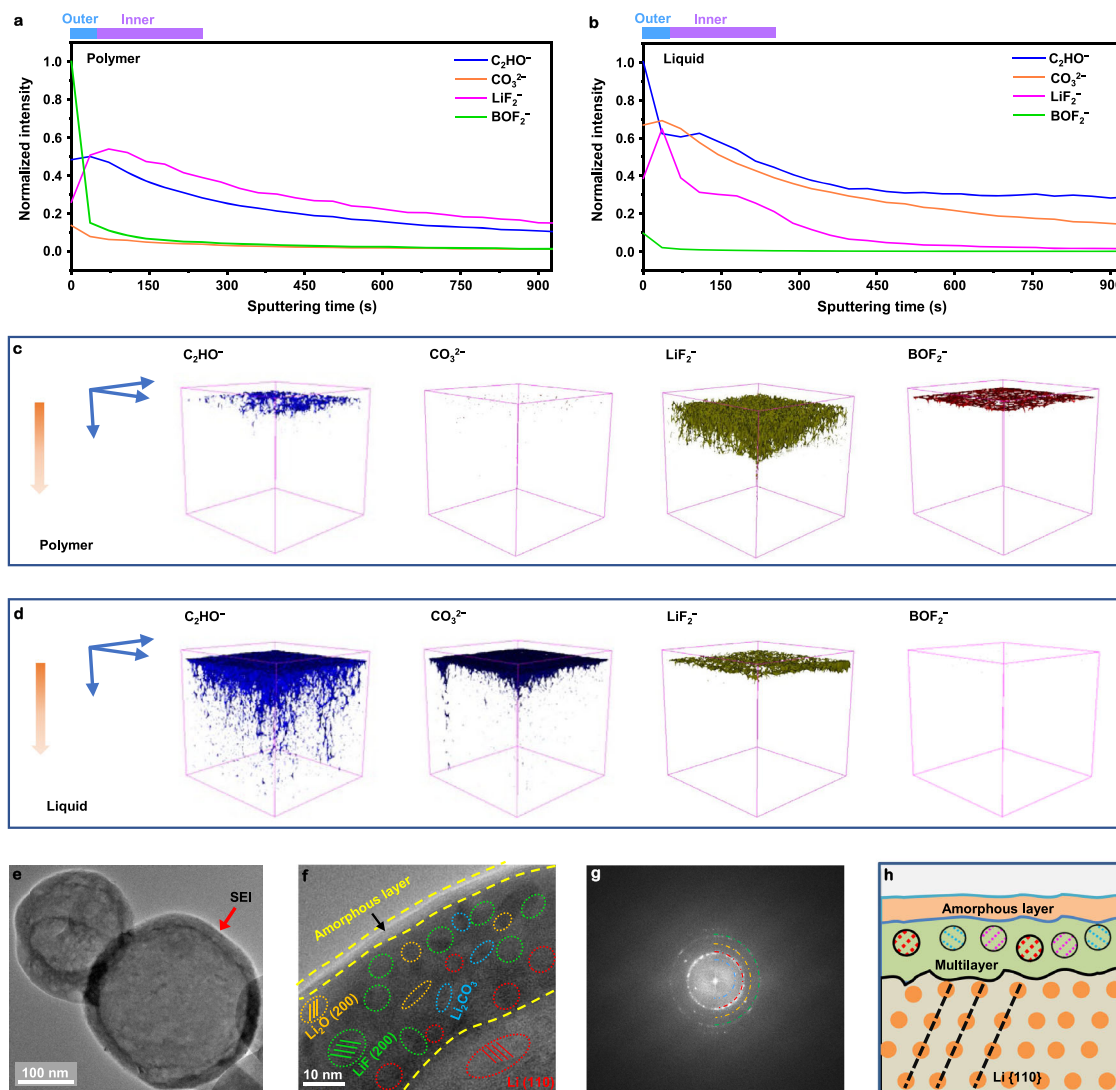 a
Outer Inner
Polymer
C₂HO⁻
CO₃²⁻
LiF₂⁻
BOF₂⁻
Normalized intensity
1.0
0.8
0.6
0.4
0.2
0.0
0 150 300 450 600 750 900
Sputtering time (s)
b
Outer Inner
Liquid
C₂HO⁻
CO₃²⁻
LiF₂⁻
BOF₂⁻
Normalized intensity
1.0
0.8
0.6
0.4
0.2
0.0
0 150 300 450 600 750 900
Sputtering time (s)
c
C₂HO⁻ CO₃²⁻ LiF₂⁻ BOF₂⁻
Polymer
d
C₂HO⁻ CO₃²⁻ LiF₂⁻ BOF₂⁻
Liquid
e
SEI
100 nm
f
Amorphous layer
Li₂O (200)
Li₂CO₃
LiF (200)
Li (110)
10 nm
g
h
Amorphous layer
Multilayer
Li {110}